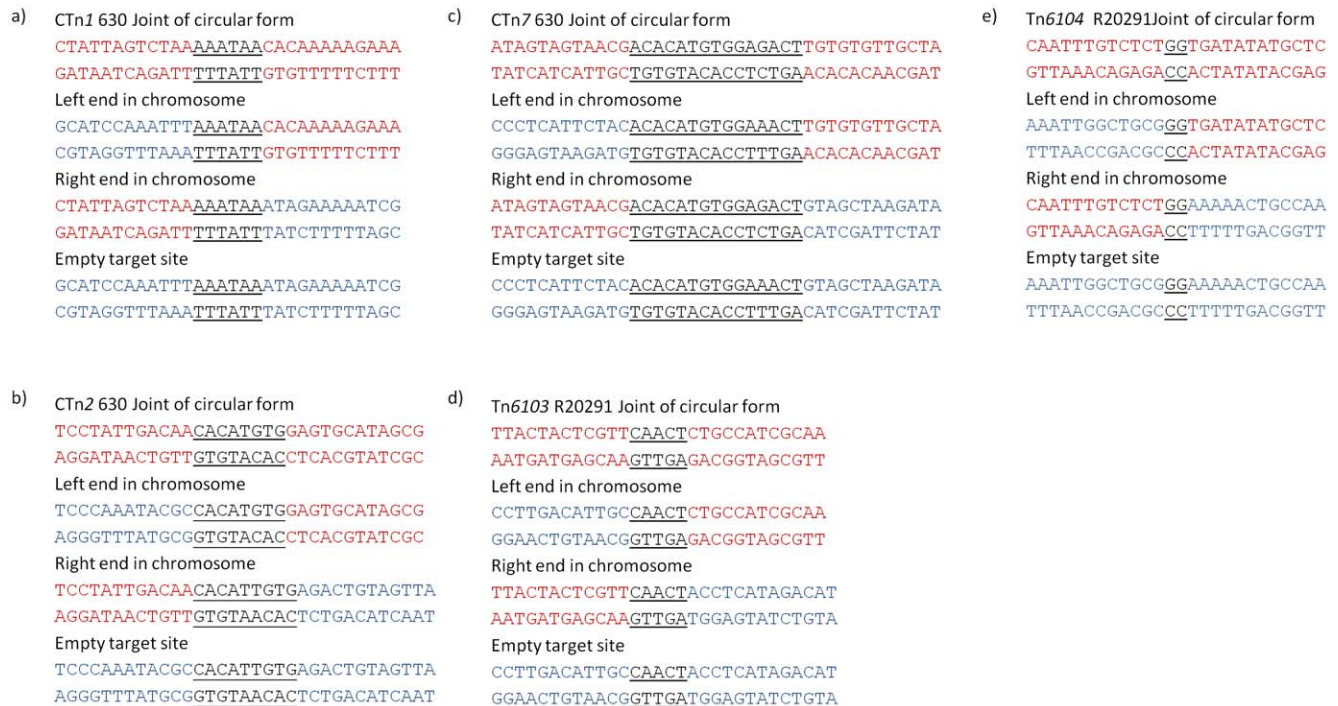 a) CTn1 630 Joint of circular form
CTATTAGTCTAAAAATAACACAAAAAGAAA
GATAATCAGATTTTTATTGTGTTTTTCTTT
Left end in chromosome
GCATCCAAATTTAAATAACACAAAAAGAAA
CGTAGGTTTAAATTTATTGTGTTTTTCTTT
Right end in chromosome
CTATTAGTCTAAAAATAAATAGAAAAATCG
GATAATCAGATTTTTATTTATCTTTTTAGC
Empty target site
GCATCCAAATTTAAATAAATAGAAAAATCG
CGTAGGTTTAAATTTATTTATCTTTTTAGC
b) CTn2 630 Joint of circular form
TCCTATTGACAACACATGTGGAGTGCATAGCG
AGGATAACTGTTGTGTACACCTCACGTATCGC
Left end in chromosome
TCCCAAATACGCCACATGTGGAGTGCATAGCG
AGGGTTTATGCGGTGTACACCTCACGTATCGC
Right end in chromosome
TCCTATTGACAACACATTGTGAGACTGTAGTTA
AGGATAACTGTTGTGTAACACTCTGACATCAAT
Empty target site
TCCCAAATACGCCACATTGTGAGACTGTAGTTA
AGGGTTTATGCGGTGTAACACTCTGACATCAAT
c) CTn7 630 Joint of circular form
ATAGTAGTAACGACACATGTGGAGACTTGTGTGTTGCTA
TATCATCATTGCTGTGTACACCTCTGAACACACAACGAT
Left end in chromosome
CCCTCATTCTACACACATGTGGAAACTTGTGTGTTGCTA
GGGAGTAAGATGTGTGTACACCTTTGAACACACAACGAT
Right end in chromosome
ATAGTAGTAACGACACATGTGGAGACTGTAGCTAAGATA
TATCATCATTGCTGTGTACACCTCTGACATCGATTCTAT
Empty target site
CCCTCATTCTACACACATGTGGAAACTGTAGCTAAGATA
GGGAGTAAGATGTGTGTACACCTTTGACATCGATTCTAT
d) Tn6103 R20291 Joint of circular form
TTACTACTCGTTCAACTCTGCCATCGCAA
AATGATGAGCAAGTTGAGACGGTAGCGTT
Left end in chromosome
CCTTGACATTGCCAACTCTGCCATCGCAA
GGAACTGTAACGGTTGAGACGGTAGCGTT
Right end in chromosome
TTACTACTCGTTCAACTACCTCATAGACAT
AATGATGAGCAAGTTGATGGAGTATCTGTA
Empty target site
CCTTGACATTGCCAACTACCTCATAGACAT
GGAACTGTAACGGTTGATGGAGTATCTGTA
e) Tn6104 R20291Joint of circular form
CAATTTGTCTCTGGTGATATATGCTC
GTTAAACAGAGACCACTATATACGAG
Left end in chromosome
AAATTGGCTGCGGGTGATATATGCTC
TTTAACCGACGCCCACTATATACGAG
Right end in chromosome
CAATTTGTCTCTGGAAAAACTGCCAA
GTTAAACAGAGACCTTTTTGACGGTT
Empty target site
AAATTGGCTGCGGGAAAAACTGCCAA
TTTAACCGACGCCCTTTTTGACGGTT